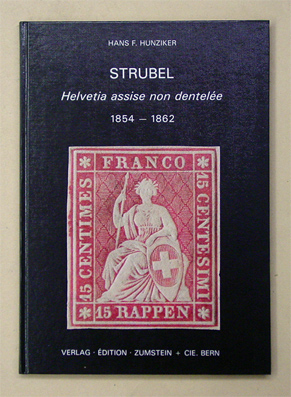 HANS F. HUNZIKER
STRUBEL
Helvetia assise non dentelée
1854 – 1862
FRANCO
15 CENTIMES
15 CENTESIMI
15 RAPPEN
VERLAG · ÉDITION · ZUMSTEIN + CIE. BERN